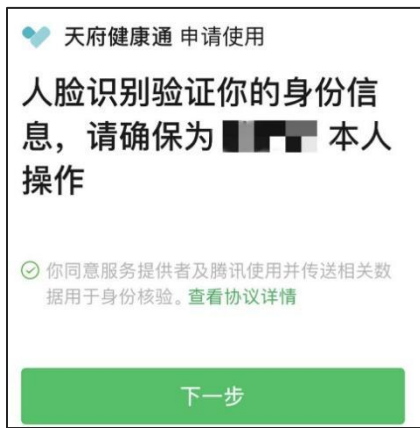 天府健康通 申请使用
人脸识别验证你的身份信
息，请确保为 本人
操作
你同意服务提供者及腾讯使用并传送相关数
据用于身份核验。查看协议详情
下一步